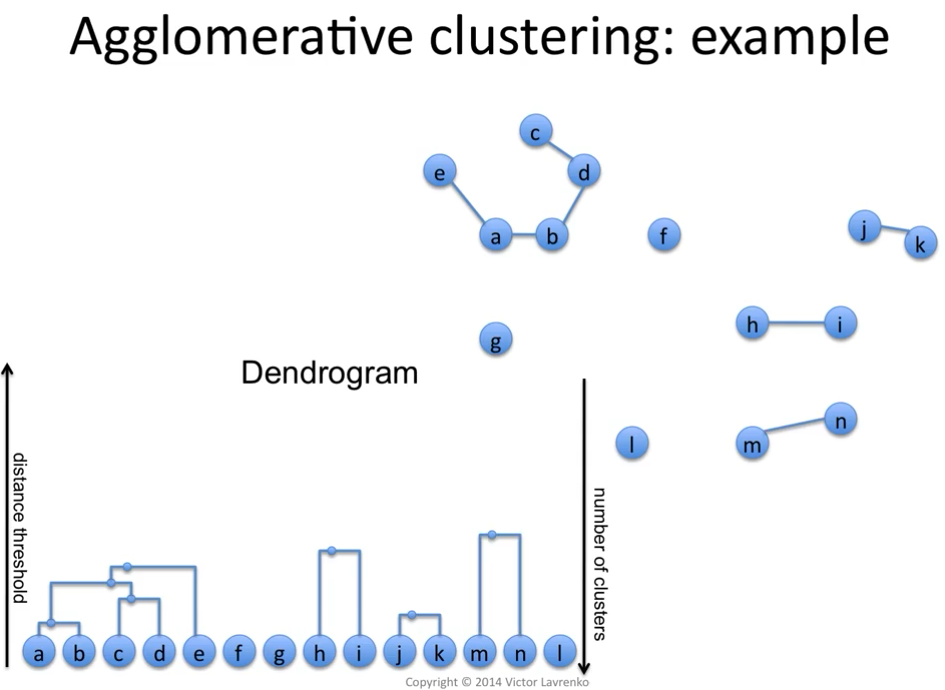 Agglomerative clustering: example
c
e
d
a
b
f
j
k
g
h
i
Dendrogram
l
m
n
distance threshold
number of clusters
a b c d e f g h i j k m n l
Copyright © 2014 Victor Lavrenko